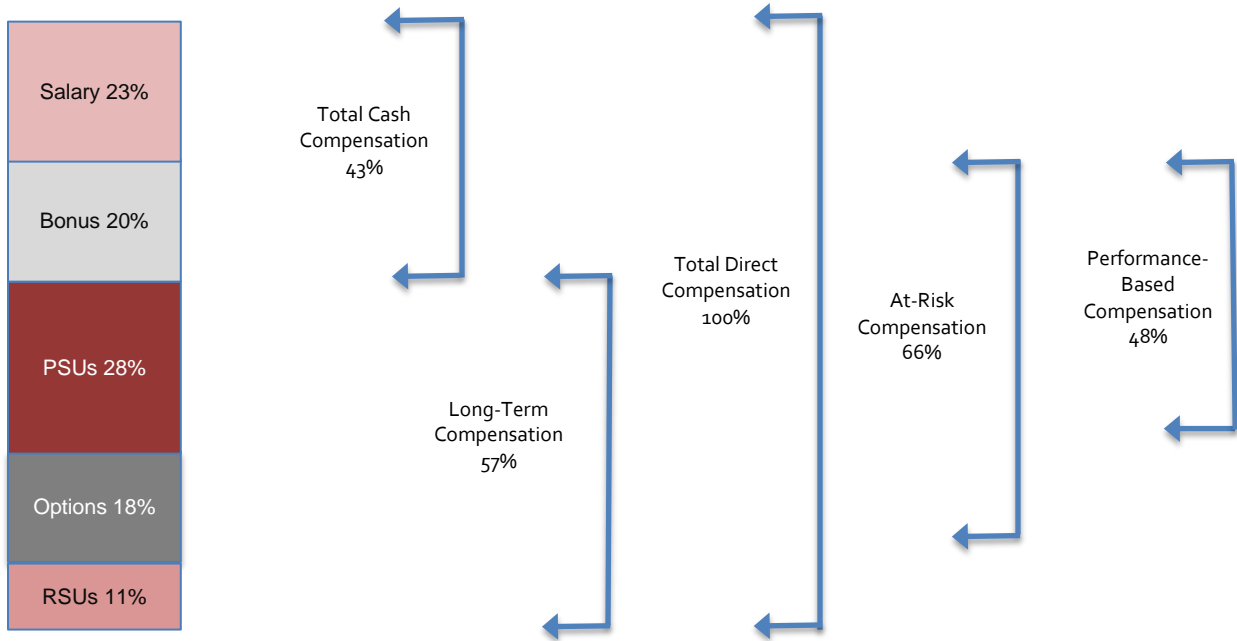 Salary 23%
Bonus 20%
PSUs 28%
Options 18%
RSUs 11%
Total Cash
Compensation
43%
Long-Term
Compensation
57%
Total Direct
Compensation
100%
At-Risk
Compensation
66%
Performance-
Based
Compensation
48%